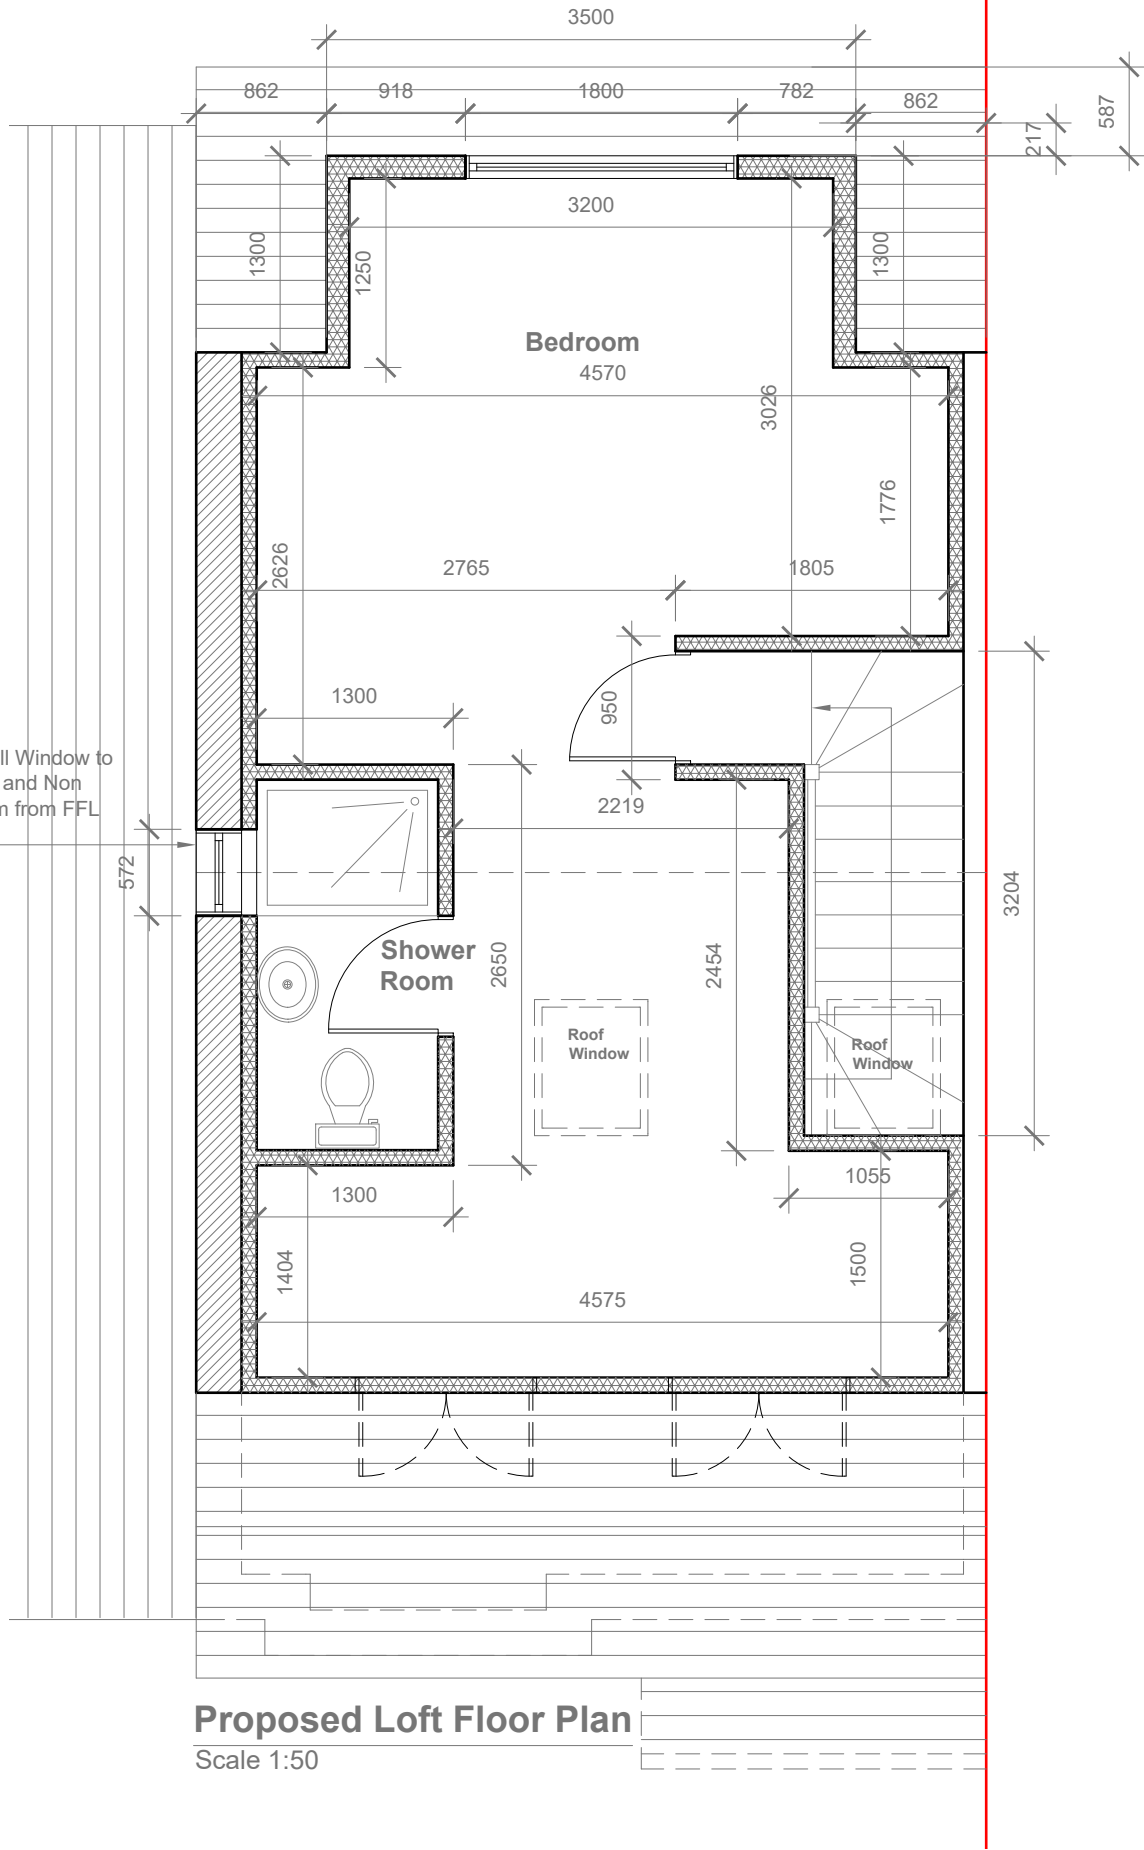 3500
862
918
1800
782
862
587
217
3200
1300
1250
1300
Bedroom
4570
3026
1776
2626
2765
1805
1300
950
ll Window to
and Non
m from FFL
2219
572
3204
Shower
Room
2650
2454
Roof
Window
Roof
Window
1300
1055
1404
1500
4575
Proposed Loft Floor Plan
Scale 1:50